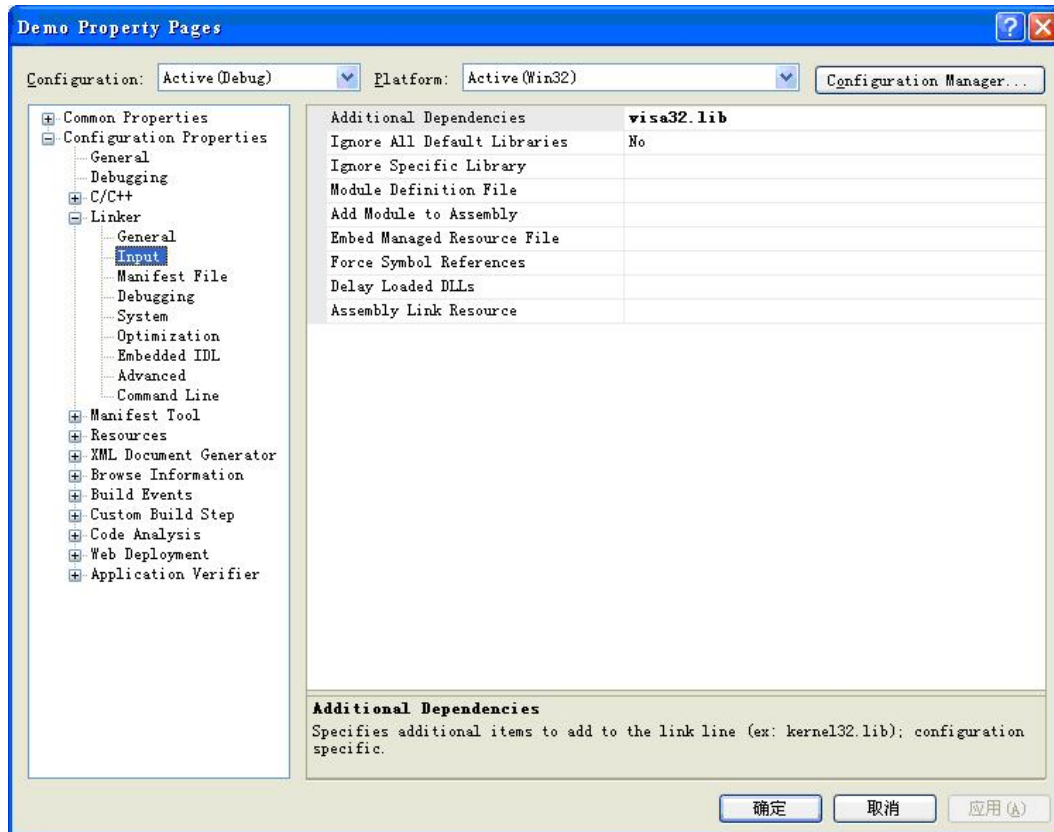 Demo Property Pages
Configuration: Active(Debug) Platform: Active(Win32) Configuration Manager...
Common Properties
Configuration Properties
General
Debugging
C/C++
Linker
General
Input
Manifest File
Debugging
System
Optimization
Embedded IDL
Advanced
Command Line
Manifest Tool
Resources
XML Document Generator
Browse Information
Build Events
Custom Build Step
Code Analysis
Web Deployment
Application Verifier
Additional Dependencies visa32.lib
Ignore All Default Libraries No
Ignore Specific Library
Module Definition File
Add Module to Assembly
Embed Managed Resource File
Force Symbol References
Delay Loaded DLLs
Assembly Link Resource
Additional Dependencies
Specifies additional items to add to the link line (ex: kernel32.lib); configuration
specific.
确定 取消 应用(A)